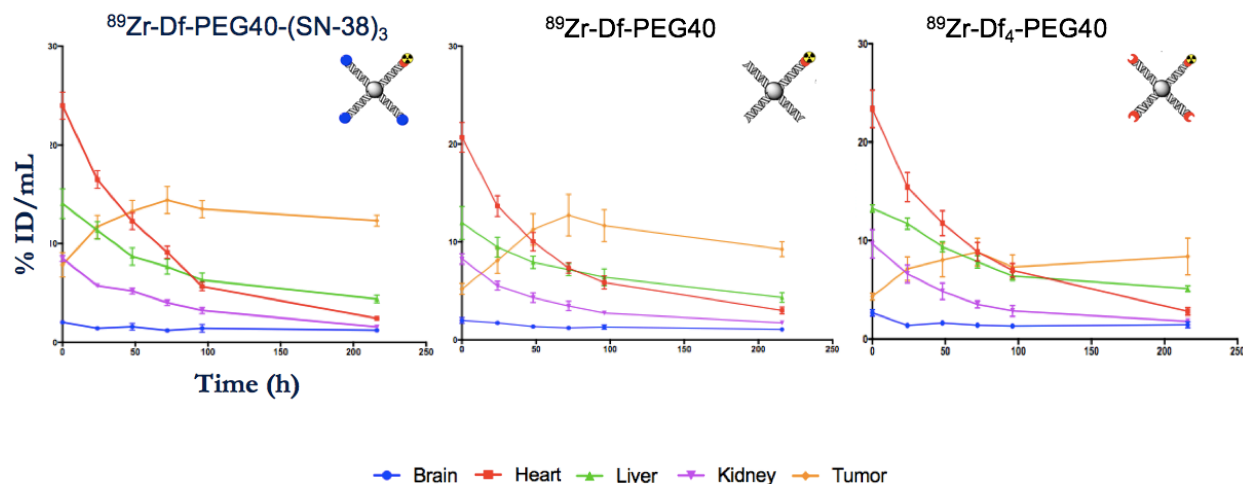 ⁸⁹Zr-Df-PEG40-(SN-38)₃
⁸⁹Zr-Df-PEG40
⁸⁹Zr-Df₄-PEG40
% ID/mL
30
20
10
0
0 50 100 150 200 250
30
20
10
0
0 50 100 150 200 250
30
20
10
0
0 50 100 150 200 250
Time (h)
Brain Heart Liver Kidney Tumor